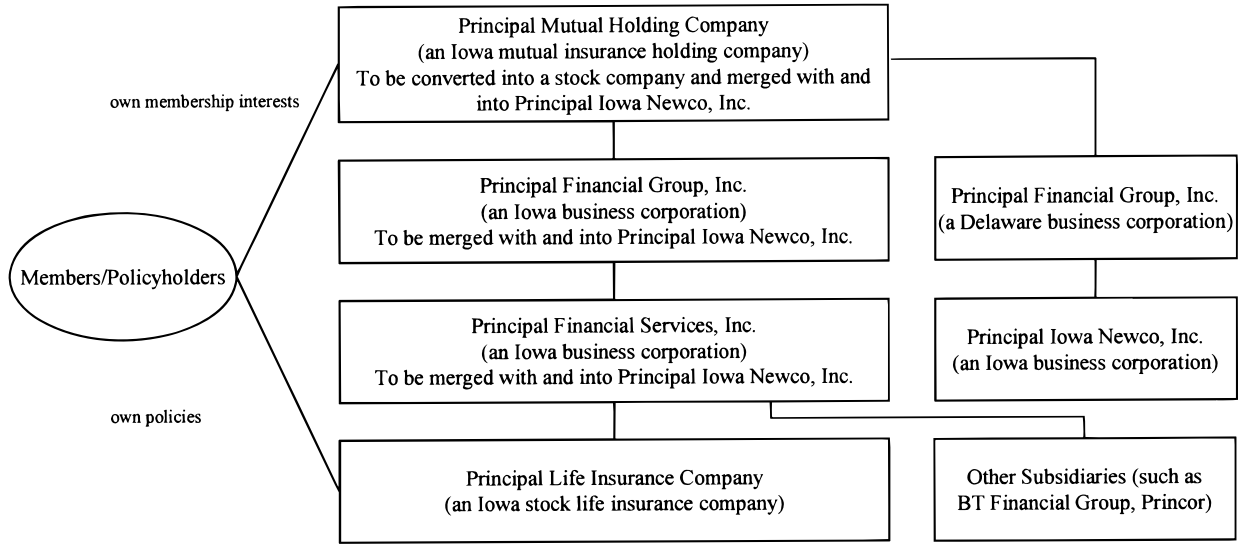 Principal Mutual Holding Company
(an Iowa mutual insurance holding company)
To be converted into a stock company and merged with and
into Principal Iowa Newco, Inc.
own membership interests
Principal Financial Group, Inc.
(an Iowa business corporation)
To be merged with and into Principal Iowa Newco, Inc.
Principal Financial Group, Inc.
(a Delaware business corporation)
Members/Policyholders
Principal Financial Services, Inc.
(an Iowa business corporation)
To be merged with and into Principal Iowa Newco, Inc.
Principal Iowa Newco, Inc.
(an Iowa business corporation)
own policies
Principal Life Insurance Company
(an Iowa stock life insurance company)
Other Subsidiaries (such as
BT Financial Group, Princor)